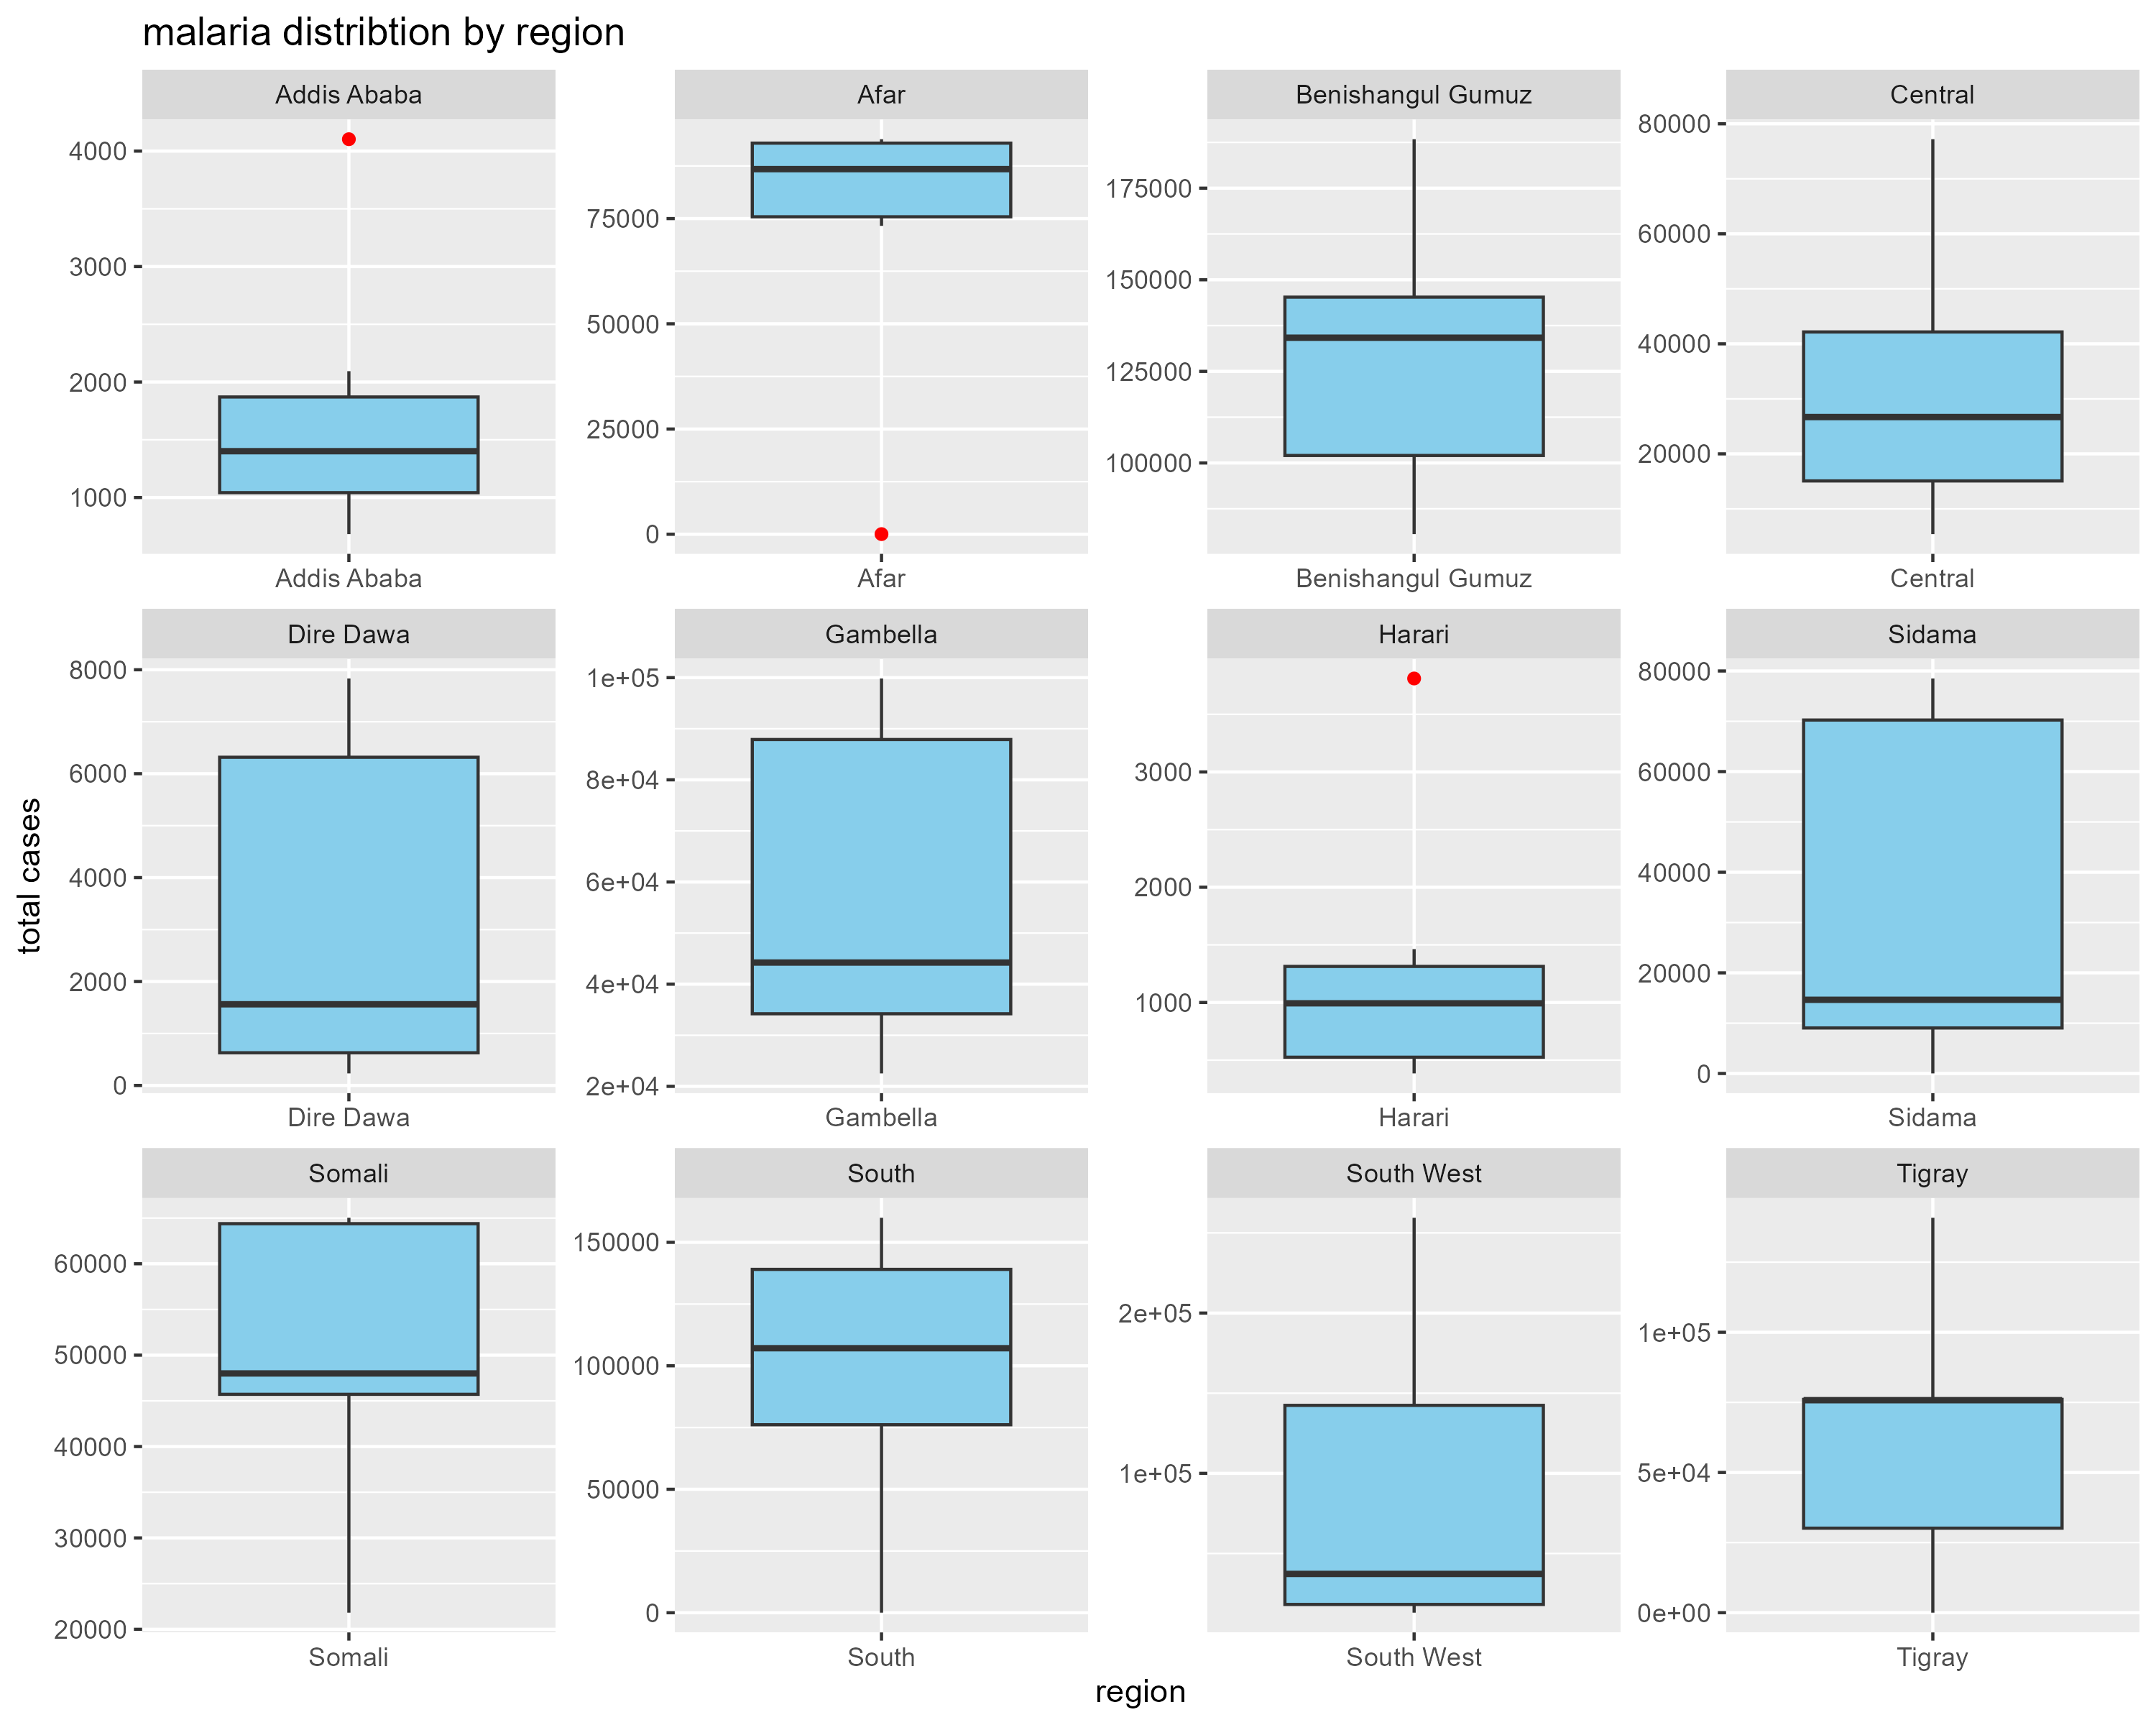 malaria distribtion by region
Addis Ababa
Afar
Benishangul Gumuz
Central
4000
3000
2000
1000
75000
50000
25000
0
175000
150000
125000
100000
80000
60000
40000
20000
Addis Ababa
Afar
Benishangul Gumuz
Central
Dire Dawa
Gambella
Harari
Sidama
8000
6000
4000
2000
0
1e+05
8e+04
6e+04
4e+04
2e+04
3000
2000
1000
80000
60000
40000
20000
0
Dire Dawa
Gambella
Harari
Sidama
total cases
Somali
South
South West
Tigray
60000
50000
40000
30000
20000
150000
100000
50000
0
2e+05
1e+05
1e+05
5e+04
0e+00
Somali
South
South West
Tigray
region